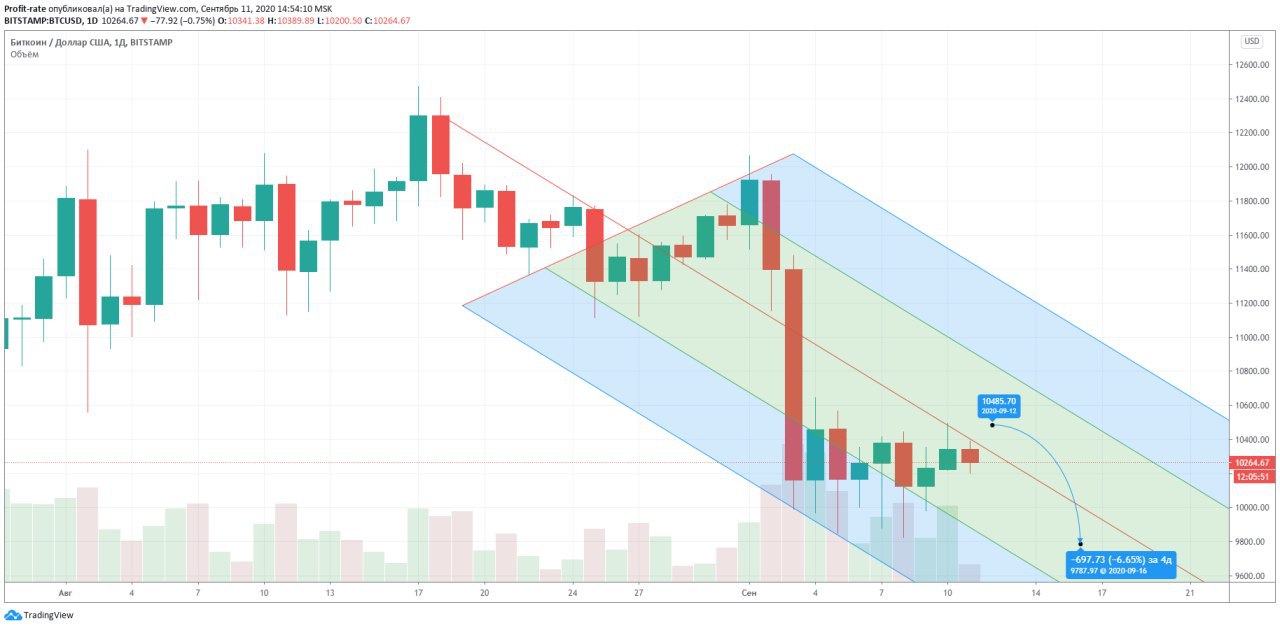 Profit-rate опубликовал(а) на TradingView.com, Сентябрь 11, 2020 14:54:10 MSK
BITSTAMP:BTCUSD, 1D 10264.67 ▼ −77.92 (−0.75%) O:10341.38 H:10389.89 L:10200.50 C:10264.67
Биткоин / Доллар США, 1Д, BITSTAMP
Объём
USD
12600.00
12400.00
12200.00
12000.00
11800.00
11600.00
11400.00
11200.00
11000.00
10800.00
10600.00
10485.70
2020-09-12
10400.00
10264.67
12:05:51
10000.00
9800.00
−697.73 (−6.65%) за 4д
9787.97 @ 2020-09-16
9600.00
Авг 4 7 10 13 17 20 24 27 Сен 4 7 10 14 17 21
TradingView